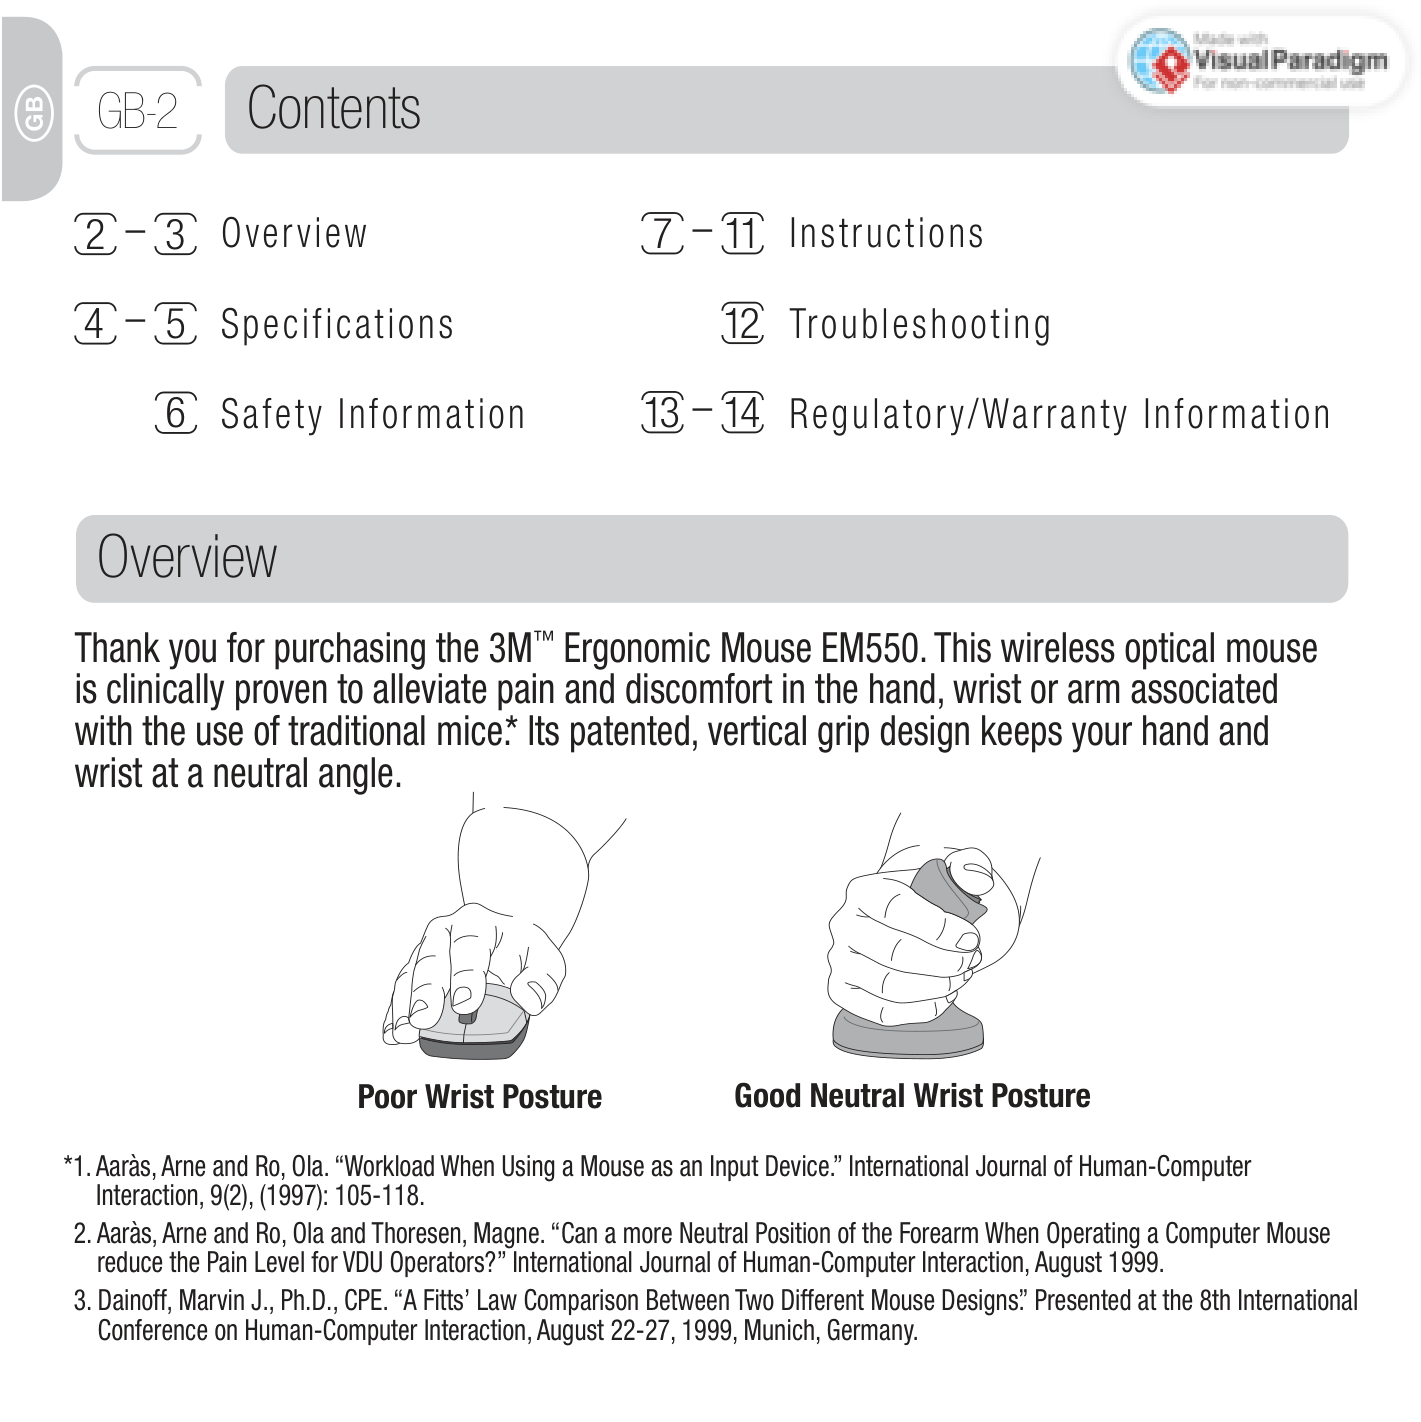 Made with
VisualParadigm
For non-commercial use
GB
GB-2
Contents
2 – 3 Overview
4 – 5 Specifications
6 Safety Information
7 – 11 Instructions
12 Troubleshooting
13 – 14 Regulatory/Warranty Information
Overview
Thank you for purchasing the 3M™ Ergonomic Mouse EM550. This wireless optical mouse
is clinically proven to alleviate pain and discomfort in the hand, wrist or arm associated
with the use of traditional mice.* Its patented, vertical grip design keeps your hand and
wrist at a neutral angle.
Poor Wrist Posture
Good Neutral Wrist Posture
*1. Aaràs, Arne and Ro, Ola. “Workload When Using a Mouse as an Input Device.” International Journal of Human-Computer
Interaction, 9(2), (1997): 105-118.
2. Aaràs, Arne and Ro, Ola and Thoresen, Magne. “Can a more Neutral Position of the Forearm When Operating a Computer Mouse
reduce the Pain Level for VDU Operators?” International Journal of Human-Computer Interaction, August 1999.
3. Dainoff, Marvin J., Ph.D., CPE. “A Fitts’ Law Comparison Between Two Different Mouse Designs.” Presented at the 8th International
Conference on Human-Computer Interaction, August 22-27, 1999, Munich, Germany.